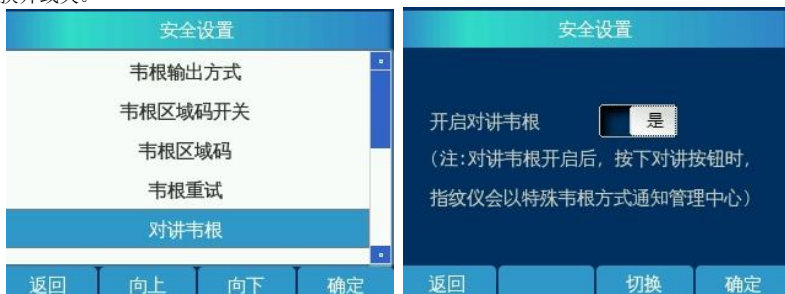 安全设置
韦根输出方式
韦根区域码开关
韦根区域码
韦根重试
对讲韦根
返回 向上 向下 确定
安全设置
开启对讲韦根 是
(注:对讲韦根开启后, 按下对讲按钮时,
指纹仪会以特殊韦根方式通知管理中心)
返回 切换 确定